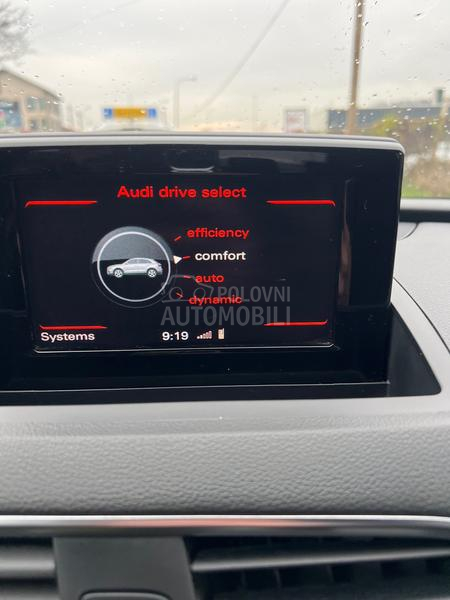 Audi drive select
efficiency
comfort
auto
dynamic
POLOVNI
AUTOMOBILI
Systems
9:19